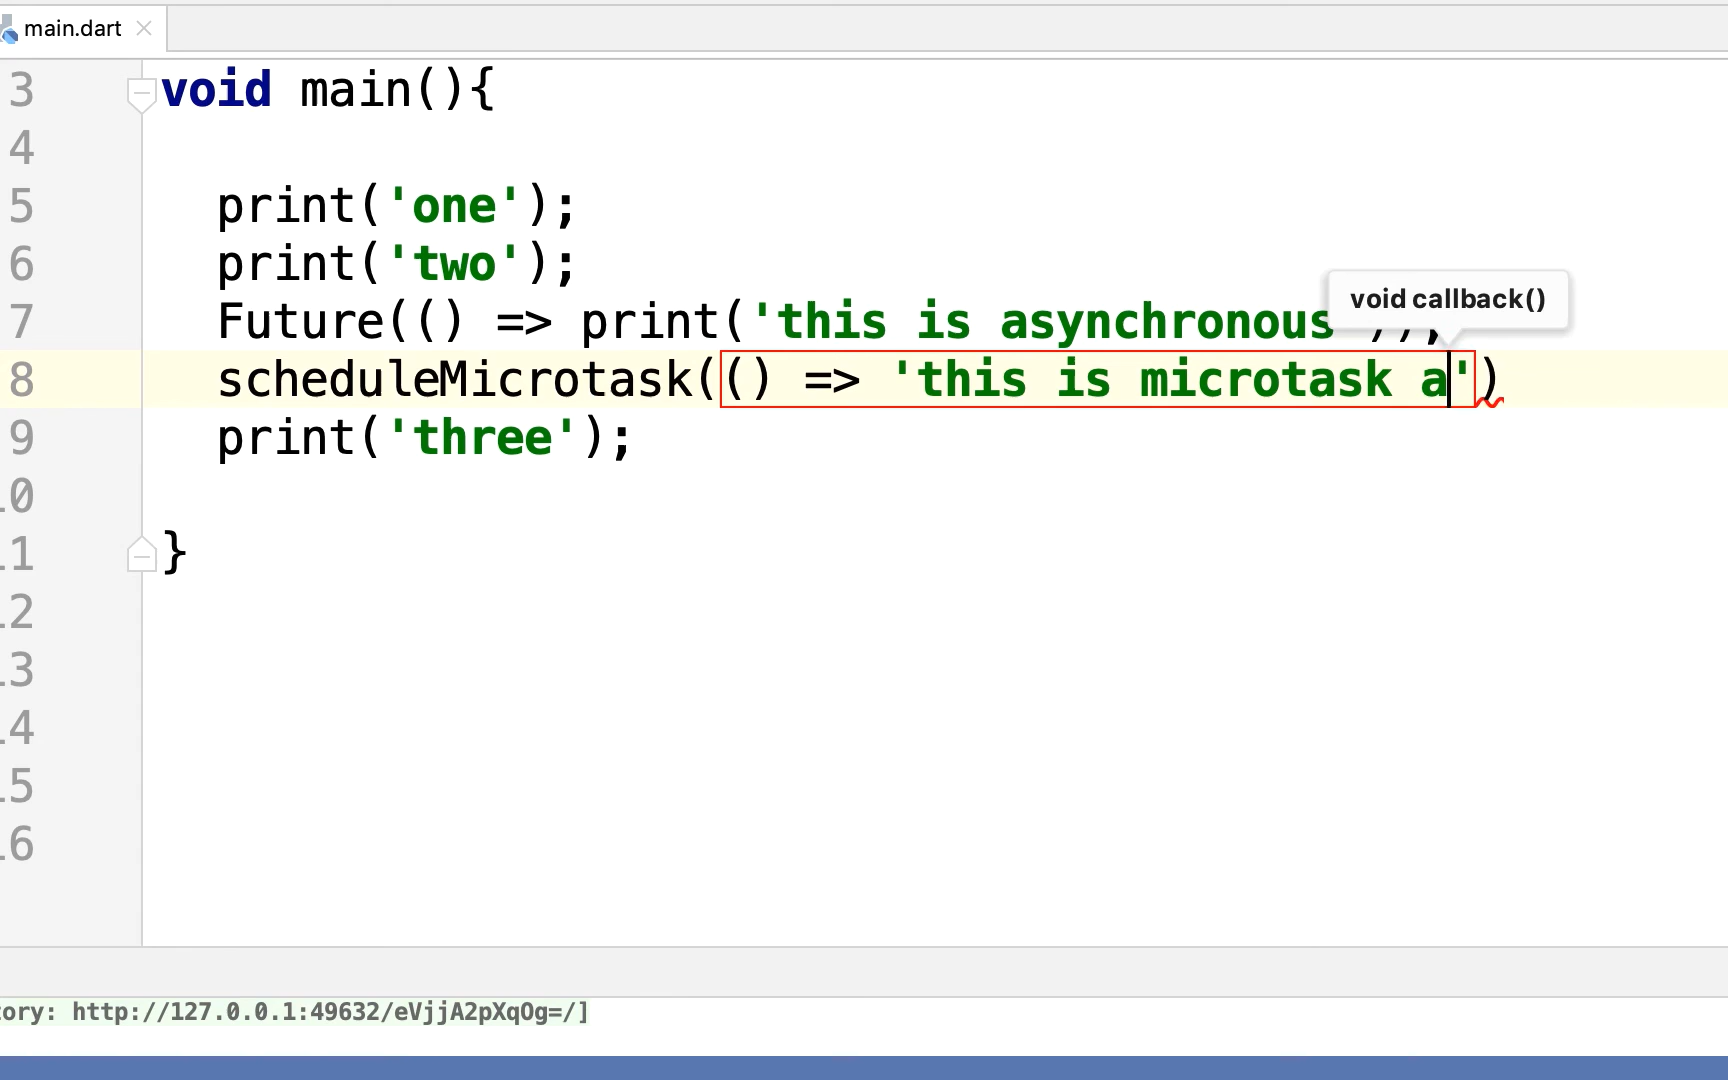 main.dart
3 void main(){
4
5 print('one');
6 print('two');
void callback()
7 Future(() => print('this is asynchronous'));
8 scheduleMicrotask(() => 'this is microtask a')
9 print('three');
10
11 }
12
13
14
15
16
tory: http://127.0.0.1:49632/eVjjA2pXqOg=/]